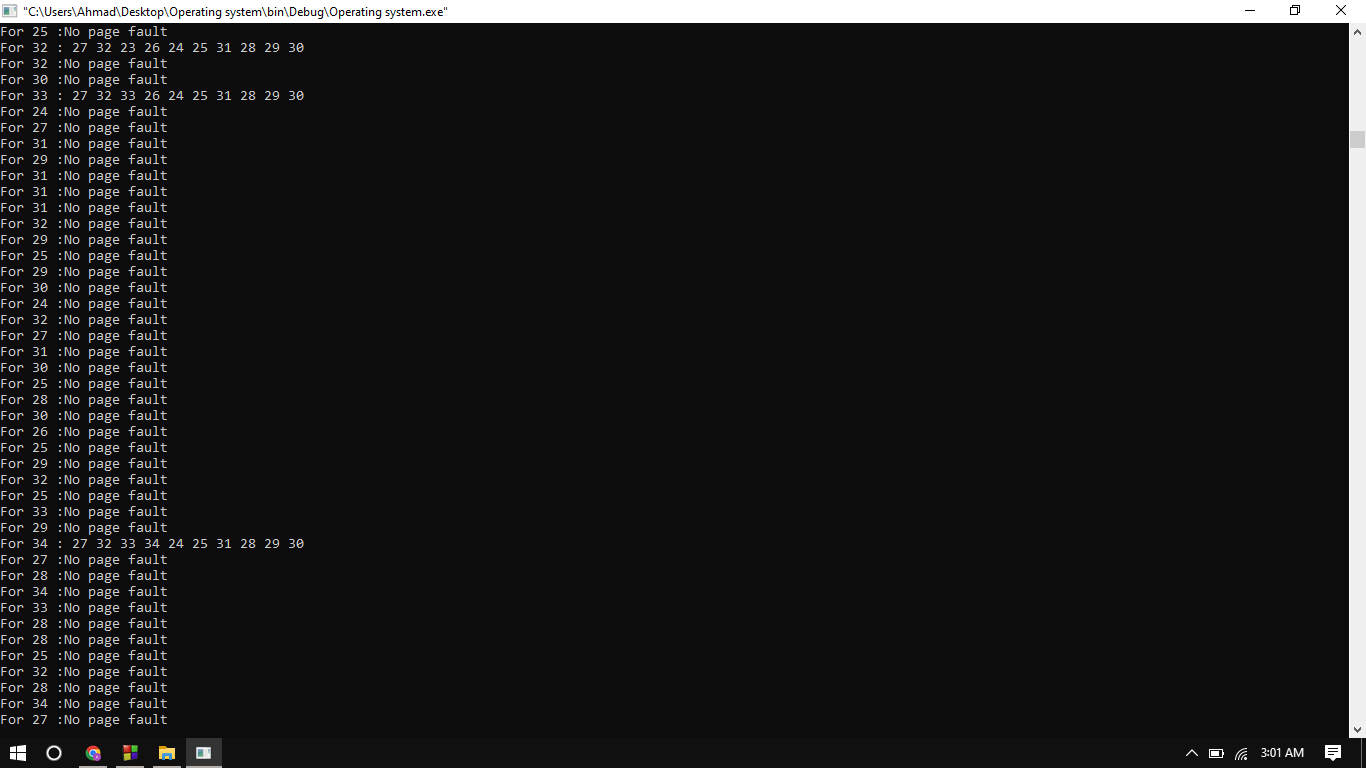 "C:\Users\Ahmad\Desktop\Operating system\bin\Debug\Operating system.exe"
For 25 :No page fault
For 32 : 27 32 23 26 24 25 31 28 29 30
For 32 :No page fault
For 30 :No page fault
For 33 : 27 32 33 26 24 25 31 28 29 30
For 24 :No page fault
For 27 :No page fault
For 31 :No page fault
For 29 :No page fault
For 31 :No page fault
For 31 :No page fault
For 31 :No page fault
For 32 :No page fault
For 29 :No page fault
For 25 :No page fault
For 29 :No page fault
For 30 :No page fault
For 24 :No page fault
For 32 :No page fault
For 27 :No page fault
For 31 :No page fault
For 30 :No page fault
For 25 :No page fault
For 28 :No page fault
For 30 :No page fault
For 26 :No page fault
For 25 :No page fault
For 29 :No page fault
For 32 :No page fault
For 25 :No page fault
For 33 :No page fault
For 29 :No page fault
For 34 : 27 32 33 34 24 25 31 28 29 30
For 27 :No page fault
For 28 :No page fault
For 34 :No page fault
For 33 :No page fault
For 28 :No page fault
For 28 :No page fault
For 25 :No page fault
For 32 :No page fault
For 28 :No page fault
For 34 :No page fault
For 27 :No page fault
3:01 AM